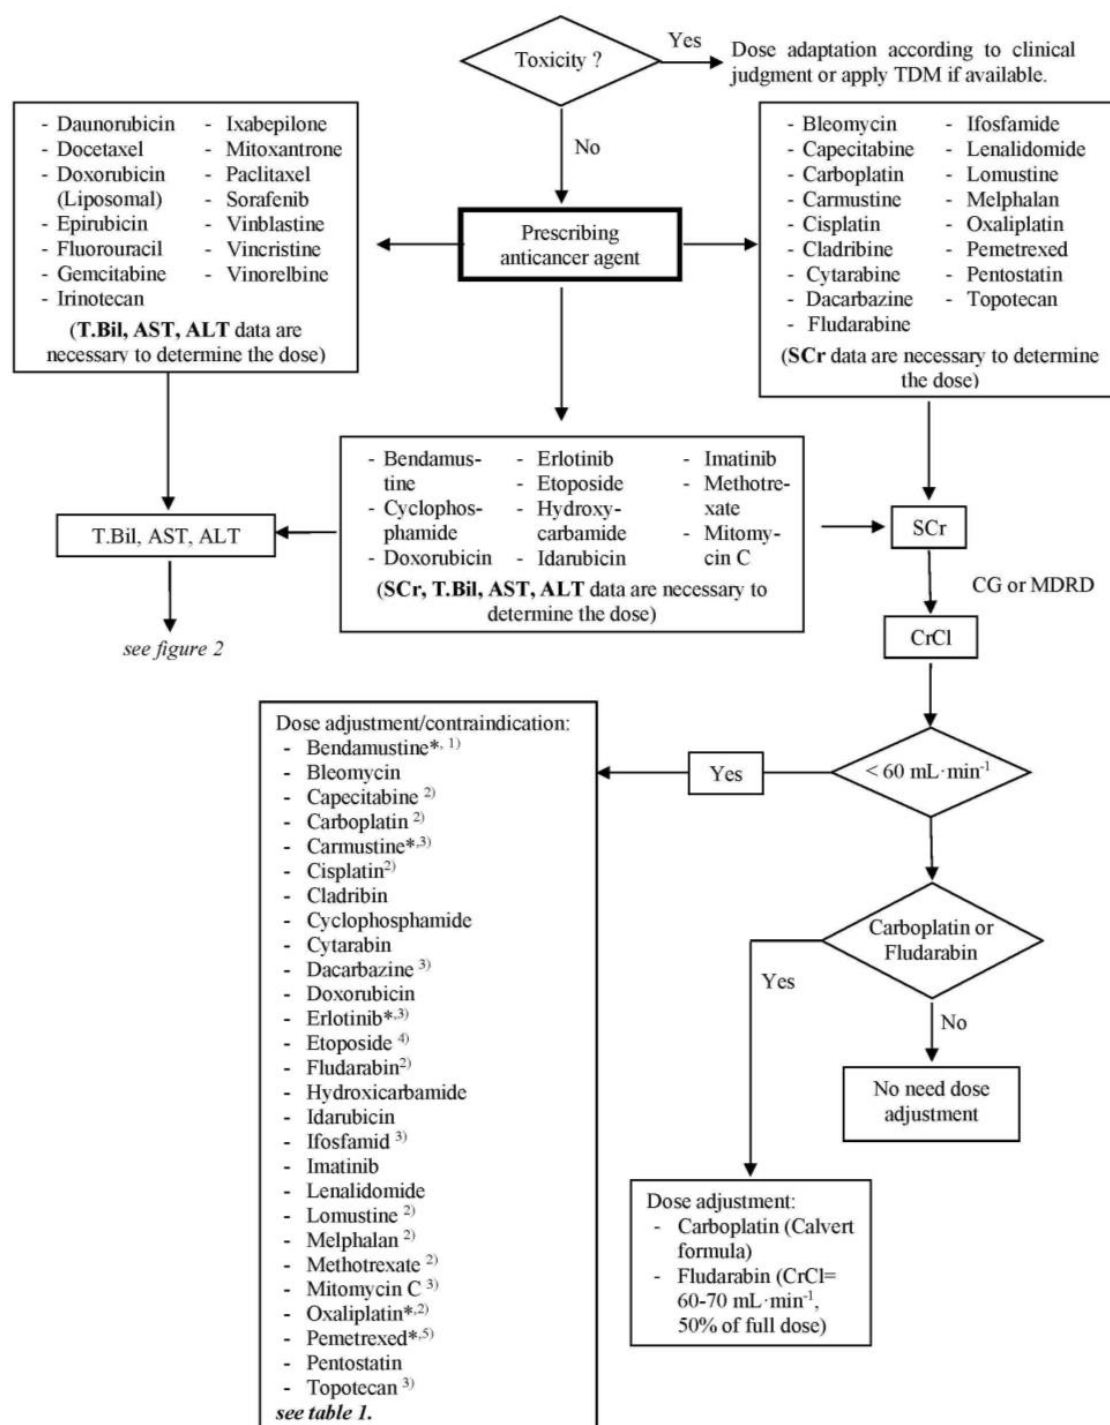 Toxicity ?
Yes
Dose adaptation according to clinical
judgment or apply TDM if available.
No
- Daunorubicin
- Docetaxel
- Doxorubicin
(Liposomal)
- Epirubicin
- Fluorouracil
- Gemcitabine
- Irinotecan
- Ixabepilone
- Mitoxantrone
- Paclitaxel
- Sorafenib
- Vinblastine
- Vincristine
- Vinorelbine
(T.Bil, AST, ALT data are
necessary to determine the dose)
Prescribing
anticancer agent
- Bleomycin
- Capecitabine
- Carboplatin
- Carmustine
- Cisplatin
- Cladribine
- Cytarabine
- Dacarbazine
- Fludarabine
- Ifosfamide
- Lenalidomide
- Lomustine
- Melphalan
- Oxaliplatin
- Pemetrexed
- Pentostatin
- Topotecan
(SCr data are necessary to determine
the dose)
- Bendamus-
tine
- Cyclophos-
phamide
- Doxorubicin
- Erlotinib
- Etoposide
- Hydroxy-
carbamide
- Idarubicin
- Imatinib
- Methotre-
xate
- Mitomy-
cin C
(SCr, T.Bil, AST, ALT data are necessary to
determine the dose)
T.Bil, AST, ALT
see figure 2
SCr
CG or MDRD
CrCl
< 60 mL·min-1
Yes
Dose adjustment/contraindication:
- Bendamustine*, 1)
- Bleomycin
- Capecitabine 2)
- Carboplatin 2)
- Carmustine*,3)
- Cisplatin2)
- Cladribin
- Cyclophosphamide
- Cytarabin
- Dacarbazine 3)
- Doxorubicin
- Erlotinib*,3)
- Etoposide 4)
- Fludarabin2)
- Hydroxicarbamide
- Idarubicin
- Ifosfamid 3)
- Imatinib
- Lenalidomide
- Lomustine 2)
- Melphalan 2)
- Methotrexate 2)
- Mitomycin C 3)
- Oxaliplatin*,2)
- Pemetrexed*,5)
- Pentostatin
- Topotecan 3)
see table 1.
Carboplatin or
Fludarabin
Yes
No
No need dose
adjustment
Dose adjustment:
- Carboplatin (Calvert
formula)
- Fludarabin (CrCl=
60-70 mL·min-1,
50% of full dose)